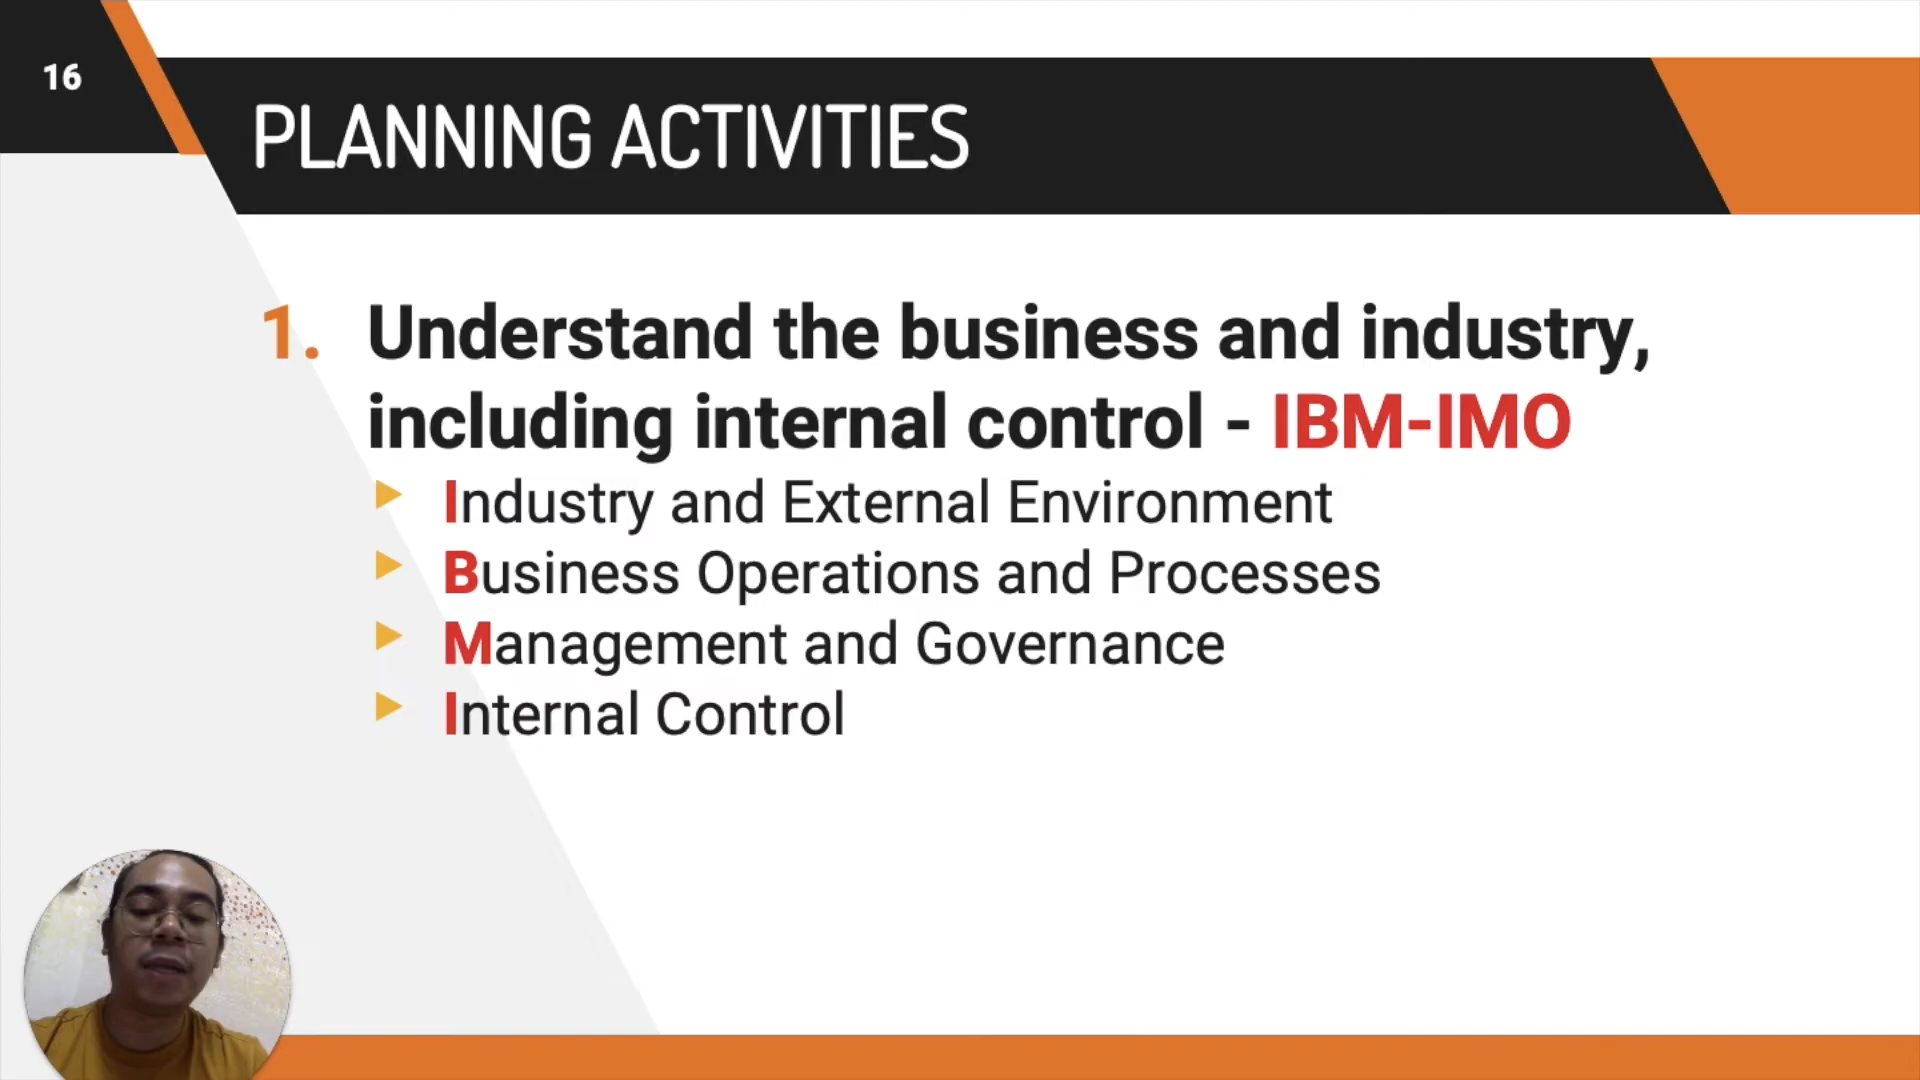 16
PLANNING ACTIVITIES
1. Understand the business and industry,
including internal control - IBM-IMO
Industry and External Environment
Business Operations and Processes
Management and Governance
Internal Control